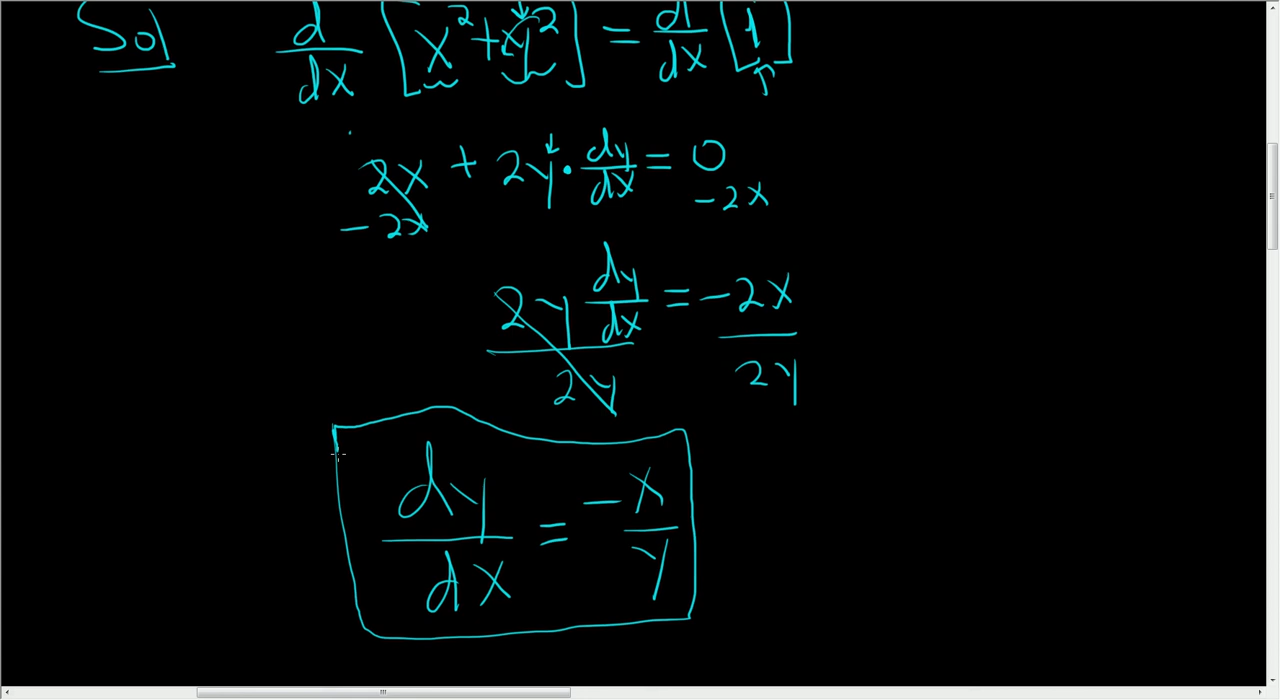 Sol d/dx [x² + y²] = d/dx [1]
2x + 2y · dy/dx = 0
- 2x - 2x
2y dy/dx = - 2x
2y 2y
dy/dx = - x/y